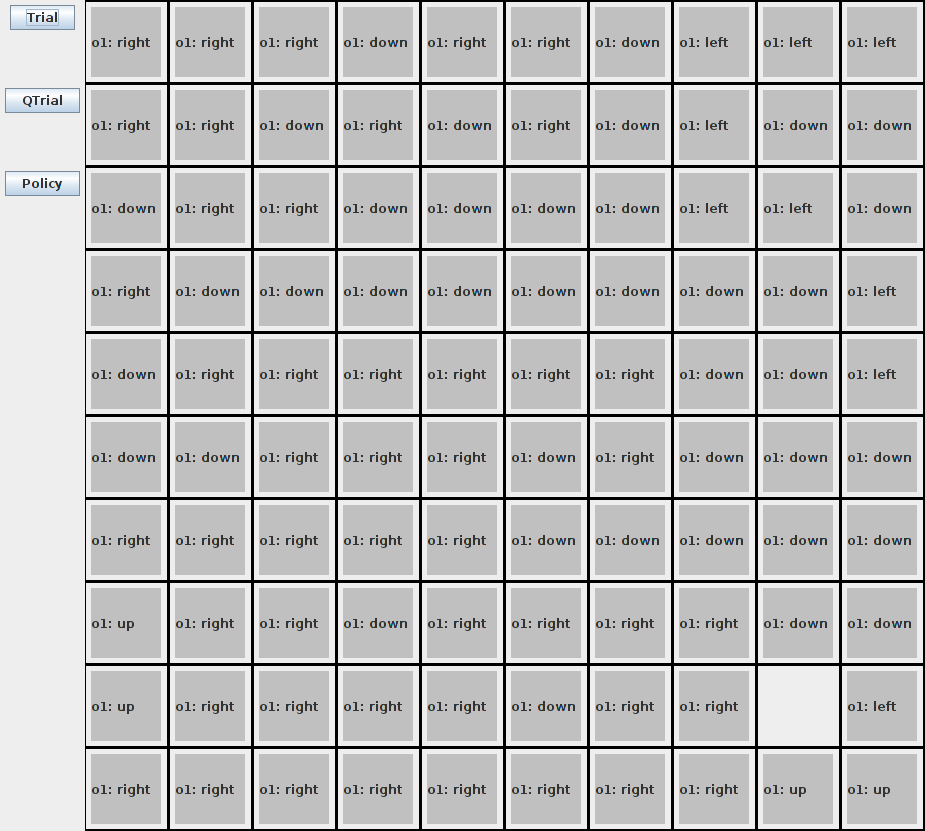 Trial
o1: right o1: right o1: right o1: down o1: right o1: right o1: down o1: left o1: left o1: left
QTrial
o1: right o1: right o1: down o1: right o1: down o1: right o1: down o1: left o1: down o1: down
Policy
o1: down o1: right o1: right o1: down o1: down o1: down o1: down o1: left o1: left o1: down
o1: right o1: down o1: down o1: down o1: down o1: down o1: down o1: down o1: down o1: left
o1: down o1: right o1: right o1: right o1: right o1: right o1: right o1: down o1: down o1: left
o1: down o1: down o1: right o1: right o1: right o1: down o1: right o1: down o1: down o1: down
o1: right o1: right o1: right o1: right o1: right o1: down o1: down o1: down o1: down o1: down
o1: up o1: right o1: right o1: down o1: right o1: right o1: right o1: right o1: down o1: down
o1: up o1: right o1: right o1: right o1: right o1: down o1: right o1: right o1: left
o1: right o1: right o1: right o1: right o1: right o1: right o1: right o1: right o1: up o1: up